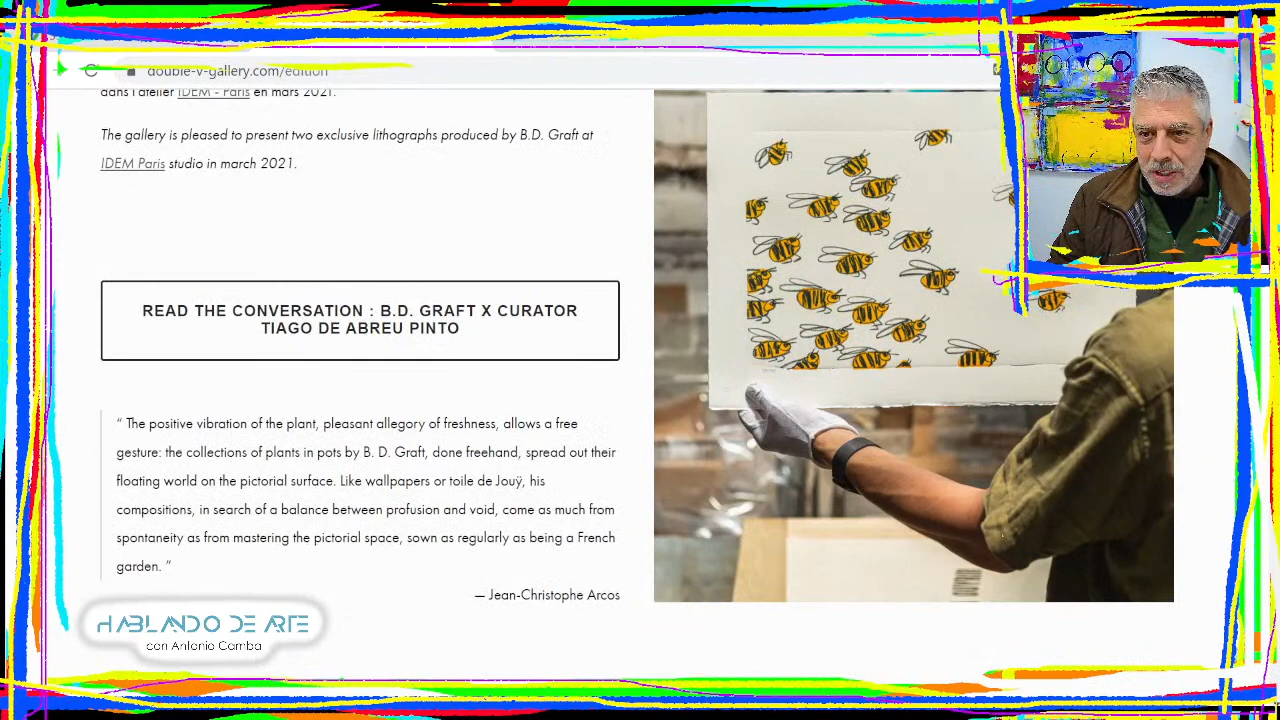 double-v-gallery.com/edition
dans l'atelier IDEM - Paris en mars 2021.
The gallery is pleased to present two exclusive lithographs produced by B.D. Graft at
IDEM Paris studio in march 2021.
READ THE CONVERSATION : B.D. GRAFT X CURATOR
TIAGO DE ABREU PINTO
“ The positive vibration of the plant, pleasant allegory of freshness, allows a free
gesture: the collections of plants in pots by B. D. Graft, done freehand, spread out their
floating world on the pictorial surface. Like wallpapers or toile de Jouÿ, his
compositions, in search of a balance between profusion and void, come as much from
spontaneity as from mastering the pictorial space, sown as regularly as being a French
garden. ”
— Jean-Christophe Arcos
HABLANDO DE ARTE
con Antonio Camba